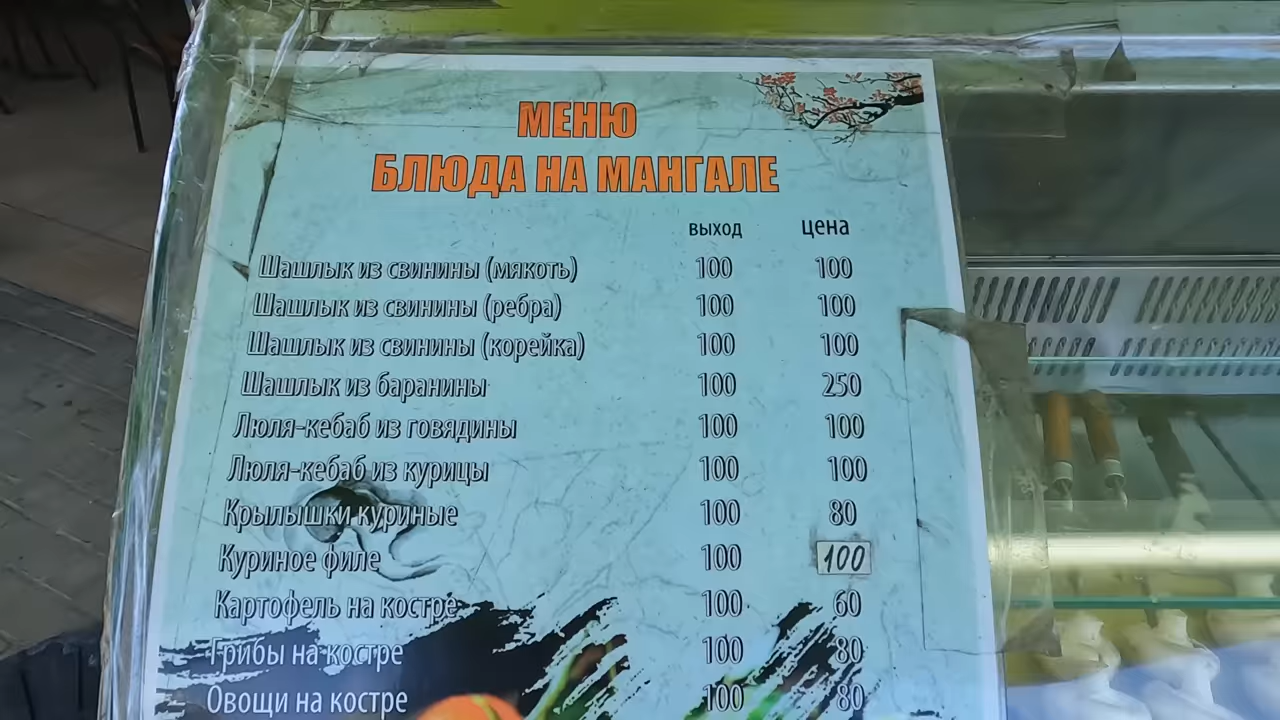 МЕНЮ
БЛЮДА НА МАНГАЛЕ
выход цена
Шашлык из свинины (мякоть) 100 100
Шашлык из свинины (ребра) 100 100
Шашлык из свинины (корейка) 100 100
Шашлык из баранины 100 250
Люля-кебаб из говядины 100 100
Люля-кебаб из курицы 100 100
Крылышки куриные 100 80
Куриное филе 100 100
Картофель на костре 100 60
Грибы на костре 100 80
Овощи на костре 100 80